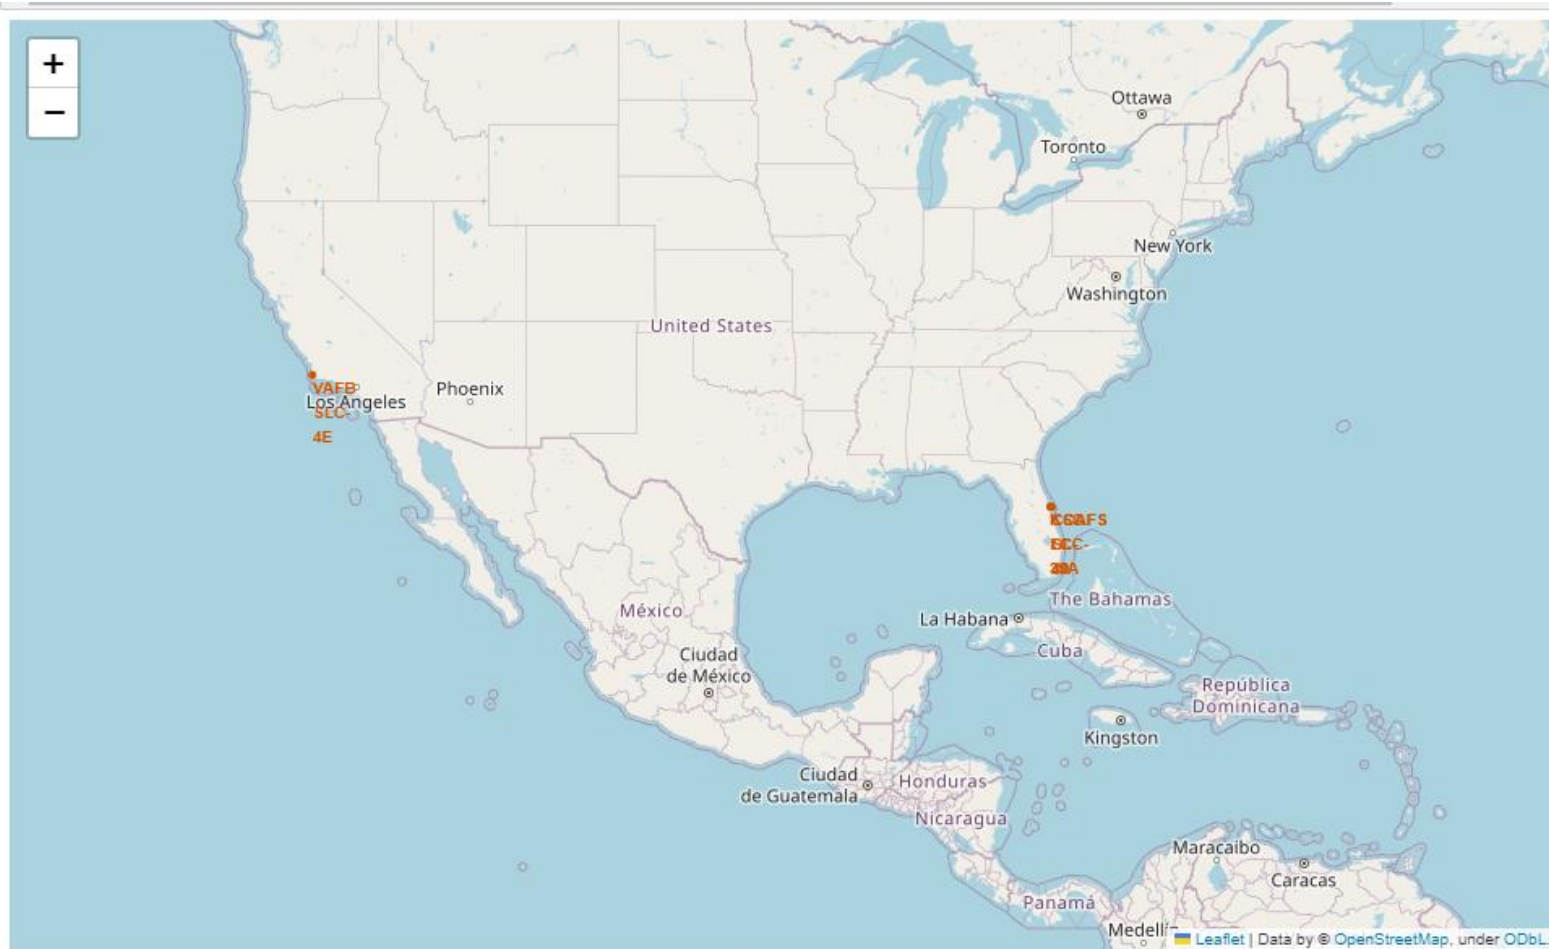 +
−
Ottawa
Toronto
New York
Washington
United States
VAFB
SLC-
4E
Los Angeles
Phoenix
The Bahamas
La Habana
México
Cuba
Ciudad
de México
República
Dominicana
Kingston
Ciudad
de Guatemala
Honduras
Nicaragua
Maracaibo
Caracas
Panamá
Leaflet | Data by © OpenStreetMap, under ODbL.